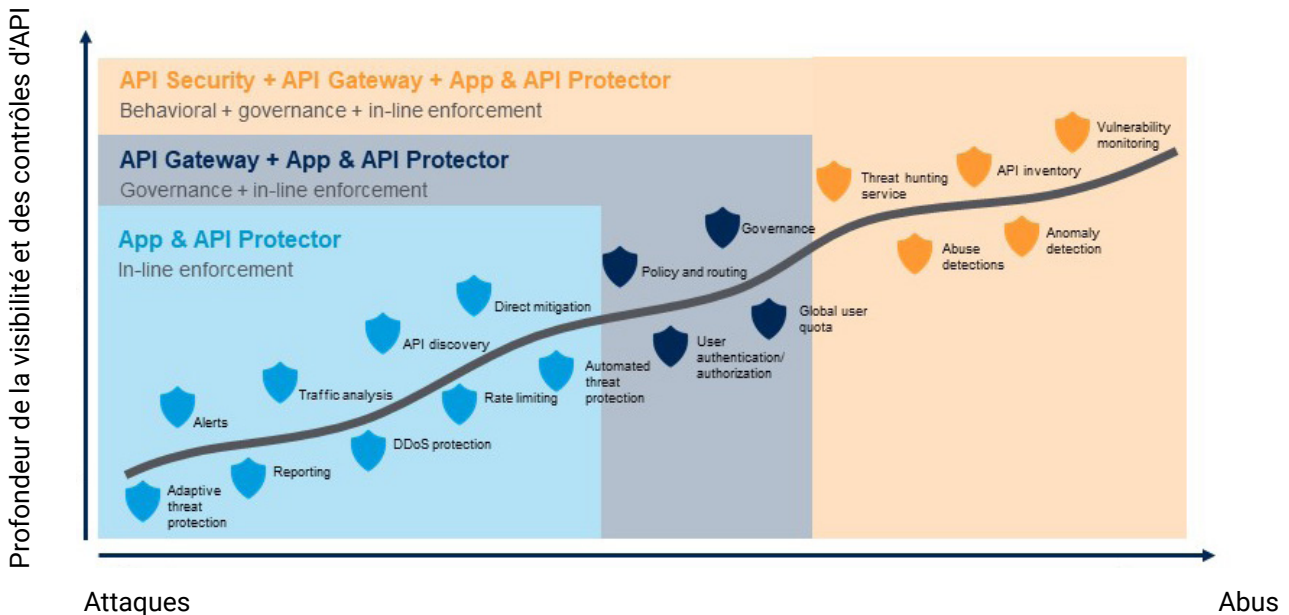 Profondeur de la visibilité et des contrôles d'API
API Security + API Gateway + App & API Protector
Behavioral + governance + in-line enforcement
API Gateway + App & API Protector
Governance + in-line enforcement
App & API Protector
In-line enforcement
Vulnerability
monitoring
Threat hunting
service
API inventory
Governance
Abuse
detections
Anomaly
detection
Policy and routing
Direct mitigation
Global user
quota
API discovery
User
authentication/
authorization
Automated
threat
protection
Traffic analysis
Rate limiting
Alerts
DDoS protection
Reporting
Adaptive
threat
protection
Attaques
Abus